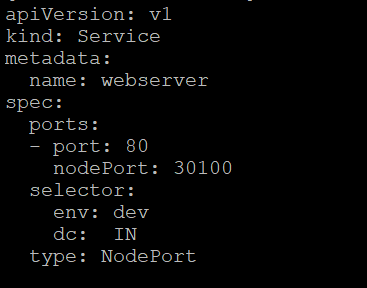 apiVersion: v1
kind: Service
metadata:
  name: webserver
spec:
  ports:
  - port: 80
    nodePort: 30100
  selector:
    env: dev
    dc:  IN
  type: NodePort